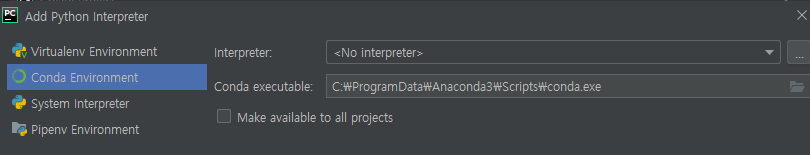 PC Add Python Interpreter
Virtualenv Environment
Conda Environment
System Interpreter
Pipenv Environment
Interpreter: <No interpreter> ...
Conda executable: C:₩ProgramData₩Anaconda3₩Scripts₩conda.exe
Make available to all projects